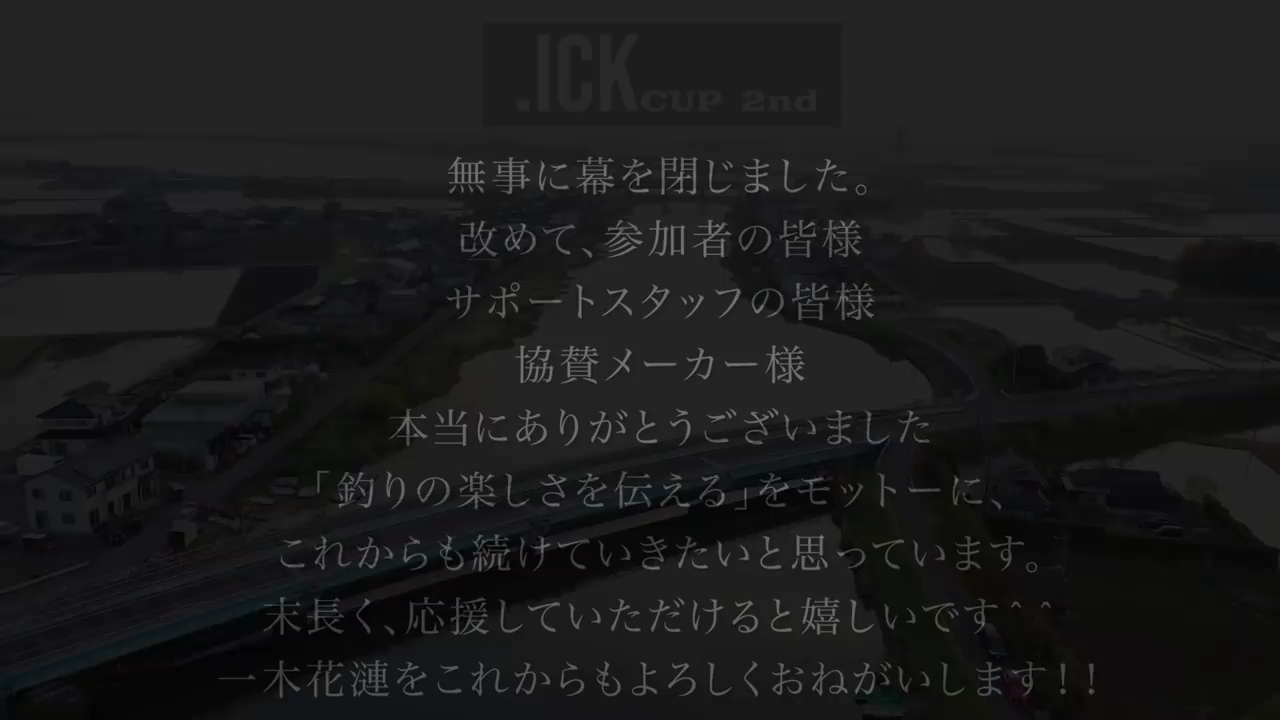 .ICK CUP 2nd
無事に幕を閉じました。
改めて、参加者の皆様
サポートスタッフの皆様
協賛メーカー様
本当にありがとうございました
「釣りの楽しさを伝える」をモットーに、
これからも続けていきたいと思っています。
末長く、応援していただけると嬉しいです＾＾
一木花漣をこれからもよろしくおねがいします！！